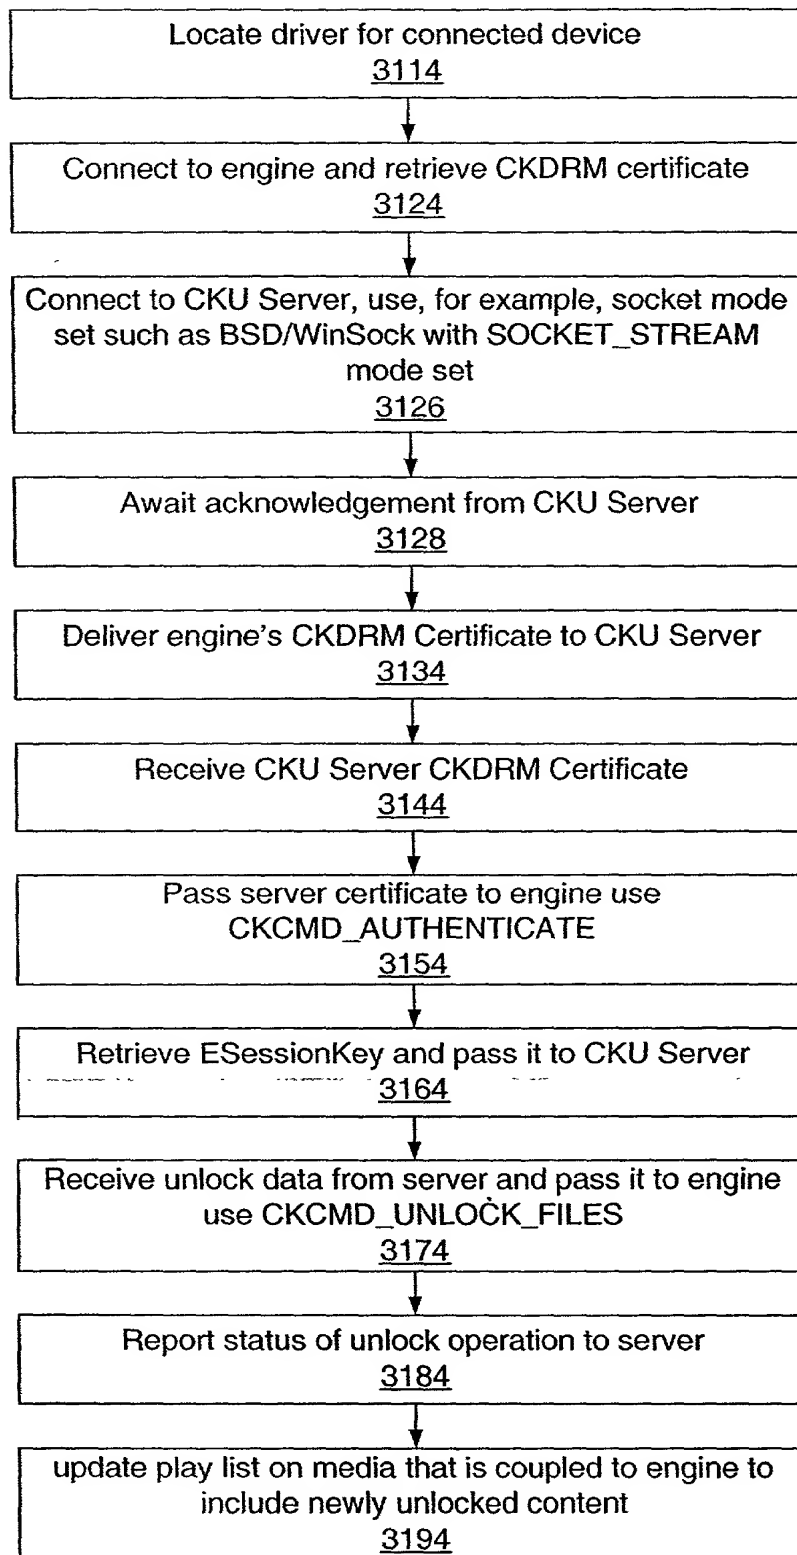 Locate driver for connected device
3114
Connect to engine and retrieve CKDRM certificate
3124
Connect to CKU Server, use, for example, socket mode
set such as BSD/WinSock with SOCKET_STREAM
mode set
3126
Await acknowledgement from CKU Server
3128
Deliver engine's CKDRM Certificate to CKU Server
3134
Receive CKU Server CKDRM Certificate
3144
Pass server certificate to engine use
CKCMD_AUTHENTICATE
3154
Retrieve ESessionKey and pass it to CKU Server
3164
Receive unlock data from server and pass it to engine
use CKCMD_UNLOCK_FILES
3174
Report status of unlock operation to server
3184
update play list on media that is coupled to engine to
include newly unlocked content
3194